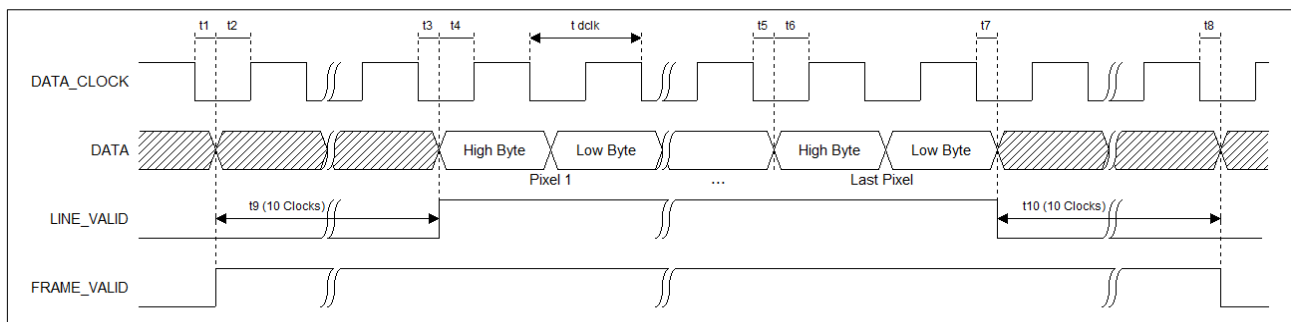 t1 t2 t3 t4 t dclk t5 t6 t7 t8
DATA_CLOCK
DATA High Byte Low Byte High Byte Low Byte
Pixel 1 ... Last Pixel
LINE_VALID t9 (10 Clocks) t10 (10 Clocks)
FRAME_VALID